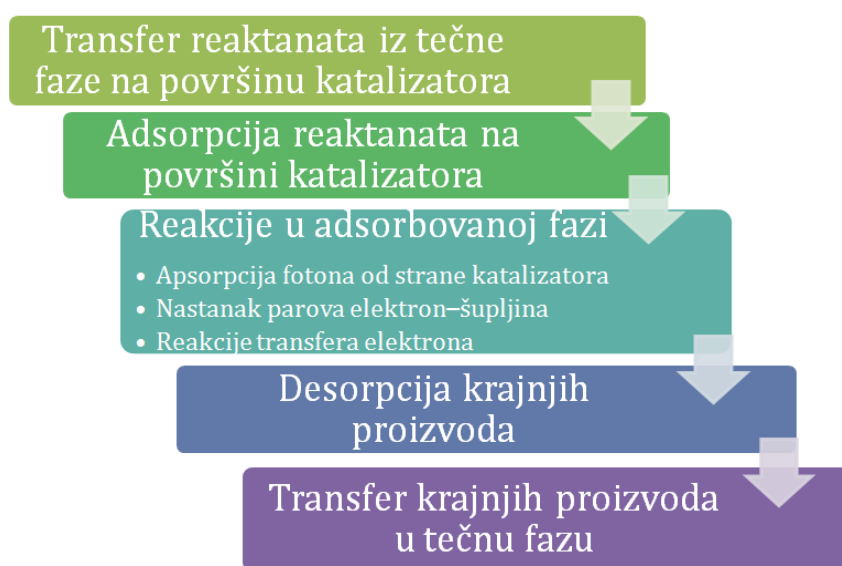 Transfer reaktanata iz tečne
faze na površinu katalizatora
Adsorpcija reaktanata na
površini katalizatora
Reakcije u adsorbovanoj fazi
• Apsorpcija fotona od strane katalizatora
• Nastanak parova elektron–šupljina
• Reakcije transfera elektrona
Desorpcija krajnjih
proizvoda
Transfer krajnjih proizvoda
u tečnu fazu